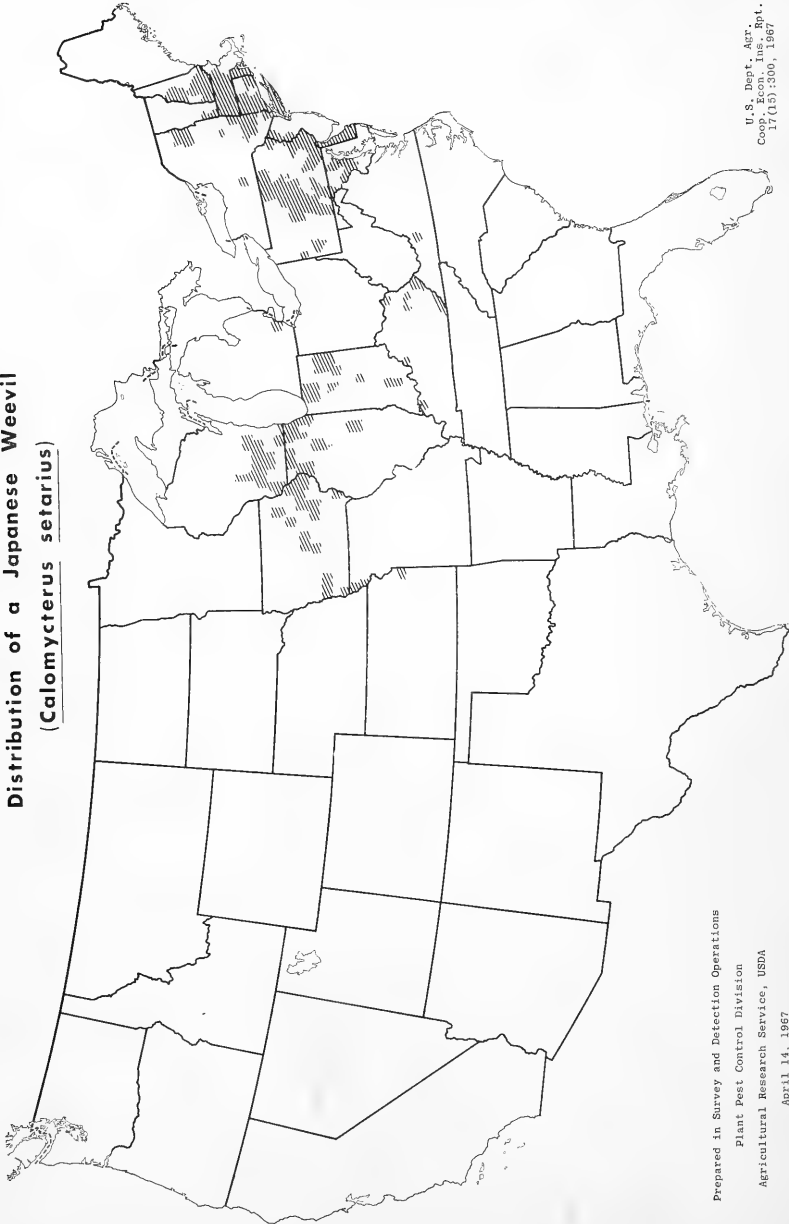 Distribution of a Japanese Weevil
(Calomycterus setarius)
Prepared in Survey and Detection Operations
Plant Pest Control Division
Agricultural Research Service, USDA
April 14, 1967
U.S. Dept. Agr.
Coop. Econ. Ins. Rpt.
17(15):300, 1967